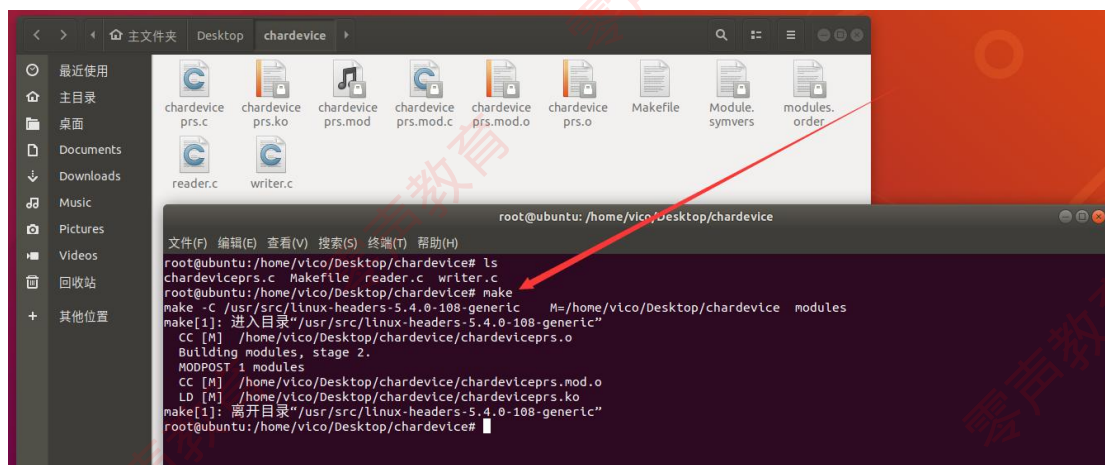 主文件夹 Desktop chardevice
最近使用
主目录
桌面
Documents
Downloads
Music
Pictures
Videos
回收站
其他位置
chardevice chardevice chardevice chardevice chardevice chardevice Makefile Module. modules.
prs.c prs.ko prs.mod prs.mod.c prs.mod.o prs.o symvers order
reader.c writer.c
root@ubuntu: /home/vico/Desktop/chardevice
文件(F) 编辑(E) 查看(V) 搜索(S) 终端(T) 帮助(H)
root@ubuntu:/home/vico/Desktop/chardevice# ls
chardeviceprs.c Makefile reader.c writer.c
root@ubuntu:/home/vico/Desktop/chardevice# make
make -C /usr/src/linux-headers-5.4.0-108-generic M=/home/vico/Desktop/chardevice modules
make[1]: 进入目录“/usr/src/linux-headers-5.4.0-108-generic”
CC [M] /home/vico/Desktop/chardevice/chardeviceprs.o
Building modules, stage 2.
MODPOST 1 modules
CC [M] /home/vico/Desktop/chardevice/chardeviceprs.mod.o
LD [M] /home/vico/Desktop/chardevice/chardeviceprs.ko
make[1]: 离开目录“/usr/src/linux-headers-5.4.0-108-generic”
root@ubuntu:/home/vico/Desktop/chardevice#
零声教育